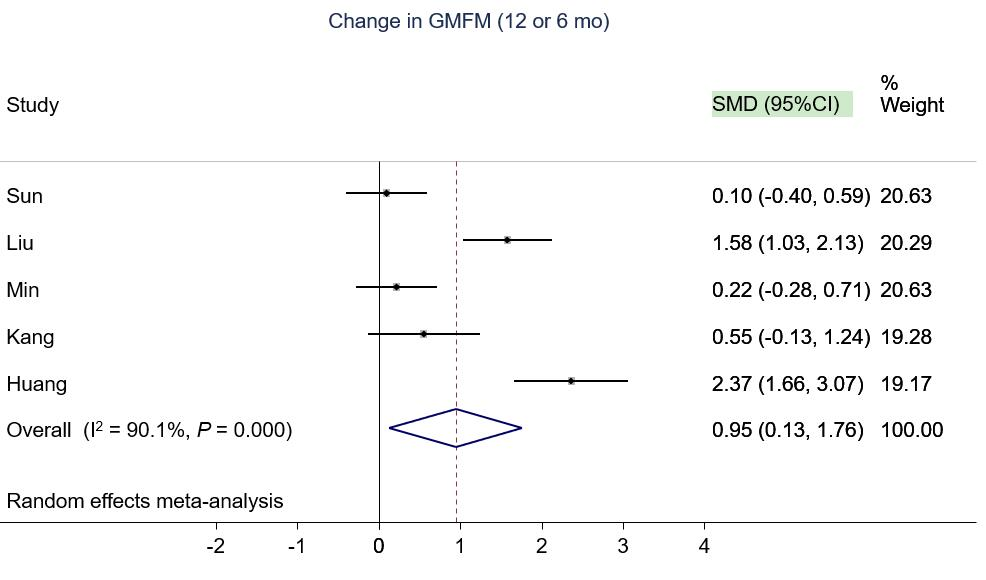 Change in GMFM (12 or 6 mo)
%
Study SMD (95%CI) Weight
Sun 0.10 (-0.40, 0.59) 20.63
Liu 1.58 (1.03, 2.13) 20.29
Min 0.22 (-0.28, 0.71) 20.63
Kang 0.55 (-0.13, 1.24) 19.28
Huang 2.37 (1.66, 3.07) 19.17
Overall (I² = 90.1%, P = 0.000) 0.95 (0.13, 1.76) 100.00
Random effects meta-analysis
-2 -1 0 1 2 3 4